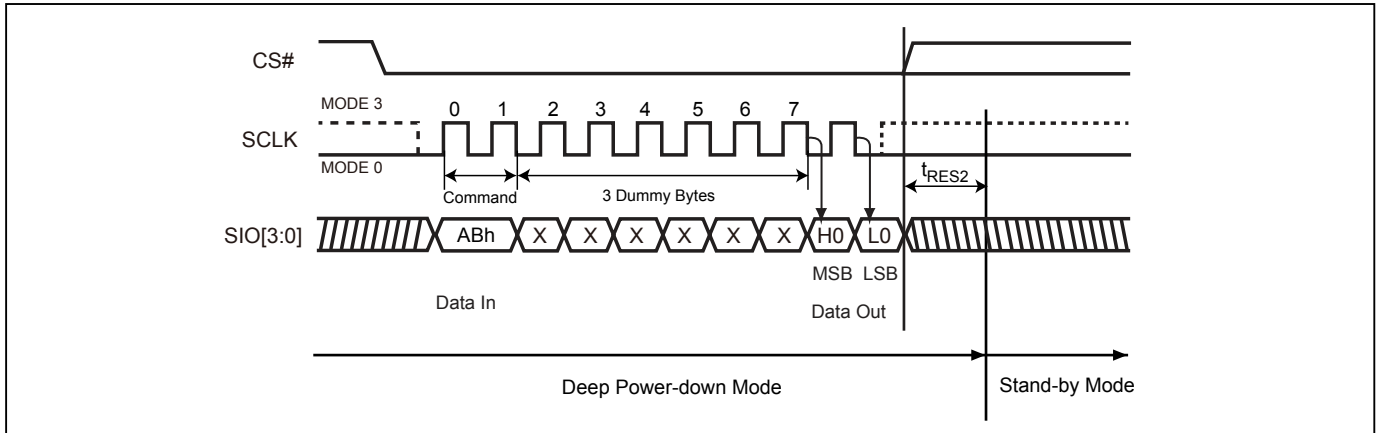 CS#
MODE 3
0 1 2 3 4 5 6 7
SCLK
MODE 0
tRES2
Command
3 Dummy Bytes
SIO[3:0]
ABh X X X X X X H0 L0
MSB LSB
Data In
Data Out
Deep Power-down Mode
Stand-by Mode